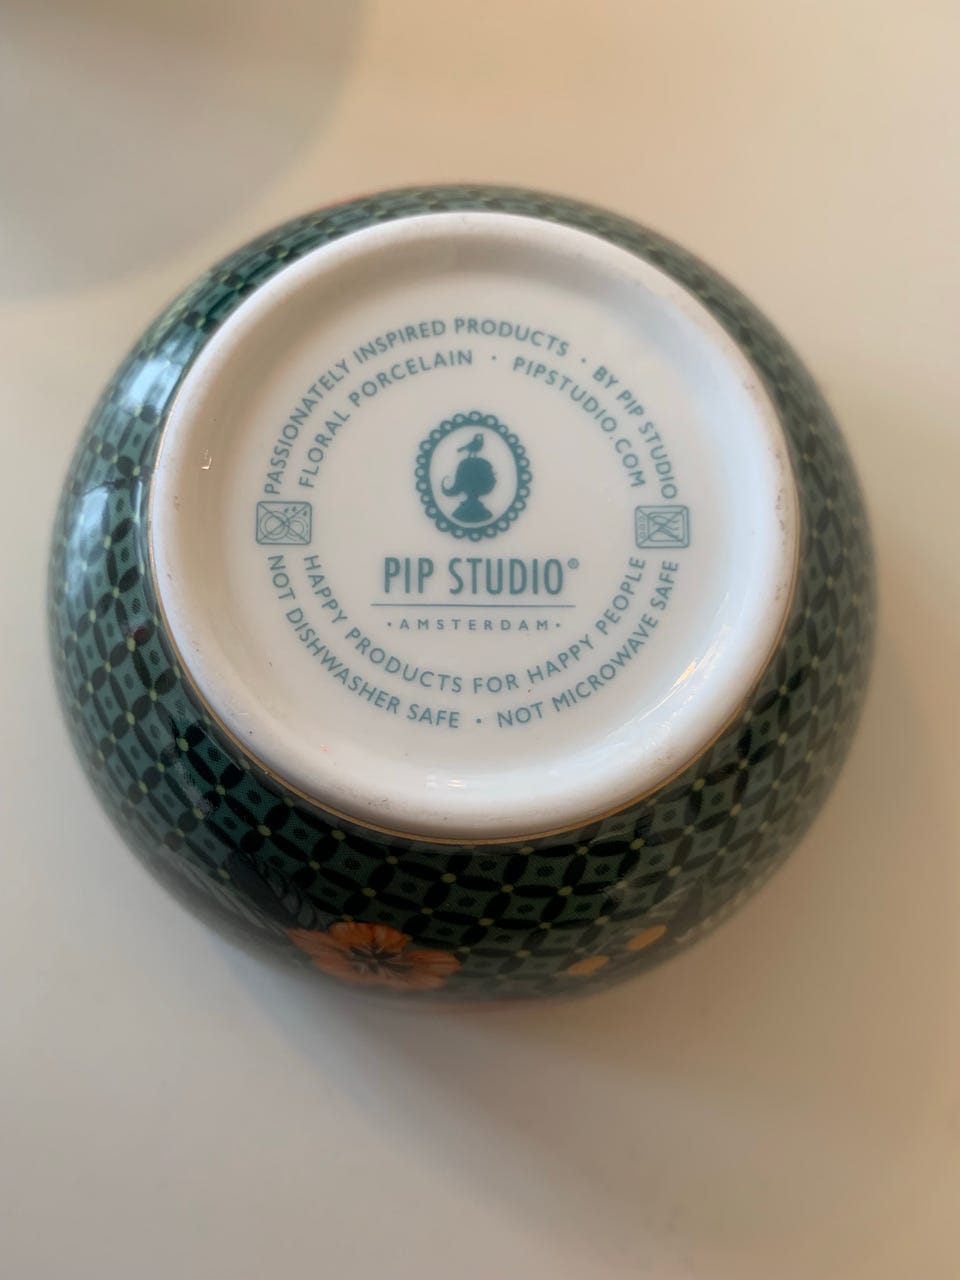 PASSIONATELY INSPIRED PRODUCTS · BY PIP STUDIO
FLORAL PORCELAIN · PIPSTUDIO.COM
PIP STUDIO®
·AMSTERDAM·
HAPPY PRODUCTS FOR HAPPY PEOPLE
NOT DISHWASHER SAFE · NOT MICROWAVE SAFE